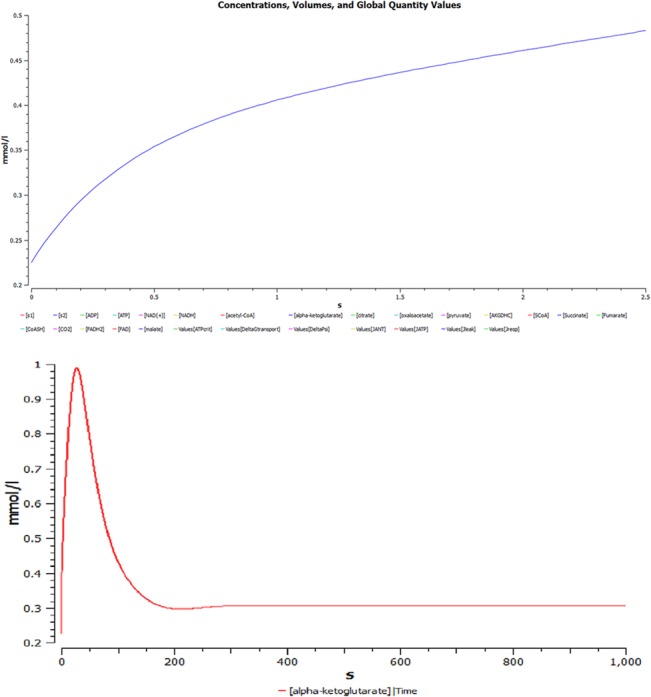 Concentrations, Volumes, and Global Quantity Values
0.5
0.45
0.4
0.35
0.3
0.25
0.2
mmol/l
0 0.5 1 1.5 2 2.5
s
[s1] [s2] [ADP] [ATP] [NAD(+)] [NADH] [acetyl-CoA] [alpha-ketoglutarate] [citrate] [oxaloacetate] [pyruvate] [AKGDHC] [SCoA] [Succinate] [Fumarate]
[CoASH] [CO2] [FADH2] [FAD] [malate] Values[ATPcrit] Values[DeltaGtransport] Values[DeltaPsi] Values[JANT] Values[JATP] Values[Jleak] Values[Jresp]
1
0.9
0.8
0.7
0.6
0.5
0.4
0.3
0.2
mmol/l
0 200 400 600 800 1,000
s
[alpha-ketoglutarate]|Time